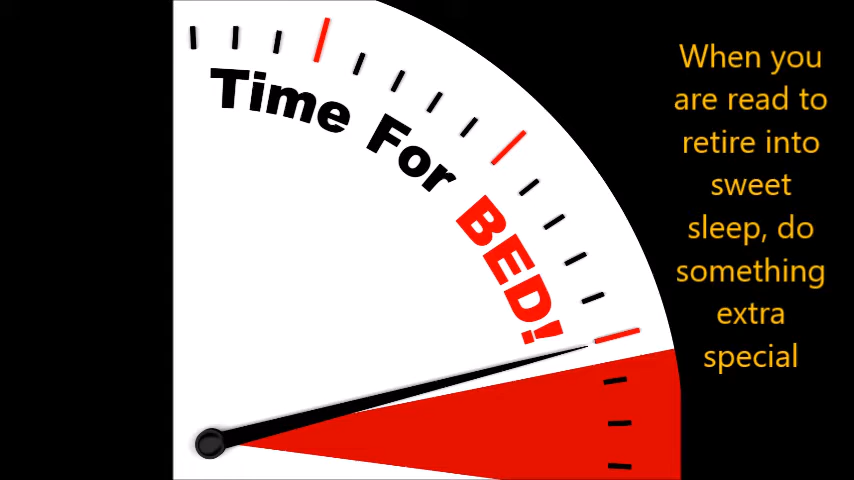 Time For BED!
When you
are read to
retire into
sweet
sleep, do
something
extra
special